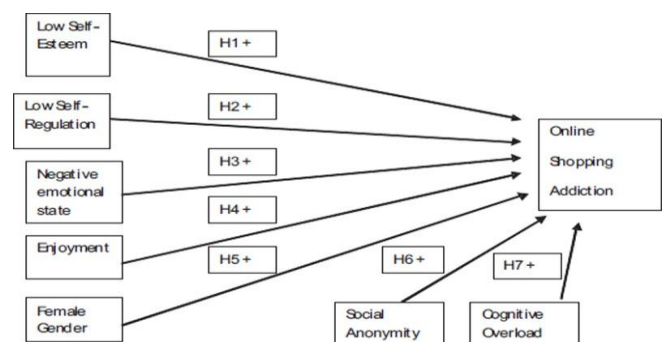 Low Self-
Esteem
H1 +
Low Self-
Regulation
H2 +
Online
Shopping
Addiction
Negative
emotional
state
H3 +
H4 +
Enjoyment
H5 +
H6 +
H7 +
Female
Gender
Social
Anonymity
Cognitive
Overload